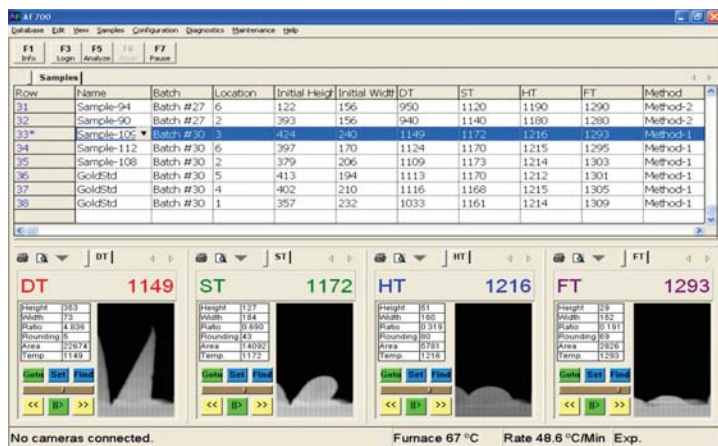 AF700
Database Edit View Samples Configuration Diagnostics Maintenance Help
F1 F3 F5 F6 F7
Info Login Analyze Abort Pause
Samples
Row Name Batch Location Initial Heigh Initial Width DT ST HT FT Method
31 Sample-94 Batch #27 6 122 156 950 1120 1190 1290 Method-2
32 Sample-90 Batch #27 2 393 156 940 1140 1180 1280 Method-2
33* Sample-109 Batch #30 3 424 240 1149 1172 1216 1293 Method-1
34 Sample-112 Batch #30 6 397 170 1124 1170 1215 1295 Method-1
35 Sample-108 Batch #30 2 379 206 1109 1173 1214 1303 Method-1
36 GoldStd Batch #30 5 413 194 1113 1170 1212 1301 Method-1
37 GoldStd Batch #30 4 402 210 1116 1168 1215 1305 Method-1
38 GoldStd Batch #30 1 357 232 1033 1161 1214 1309 Method-1
DT ST HT FT
DT 1149 ST 1172 HT 1216 FT 1293
Height 353 Height 127 Height 51 Height 29
Width 73 Width 184 Width 160 Width 152
Ratio 4.836 Ratio 0.690 Ratio 0.319 Ratio 0.191
Rounding 5 Rounding 43 Rounding 80 Rounding 69
Area 22674 Area 14092 Area 5781 Area 2826
Temp. 1149 Temp. 1172 Temp. 1216 Temp. 1293
Goto Set Find Goto Set Find Goto Set Find Goto Set Find
<< II> >> << II> >> << II> >> << II> >>
No cameras connected. Furnace 67 °C Rate 48.6 °C/Min Exp.